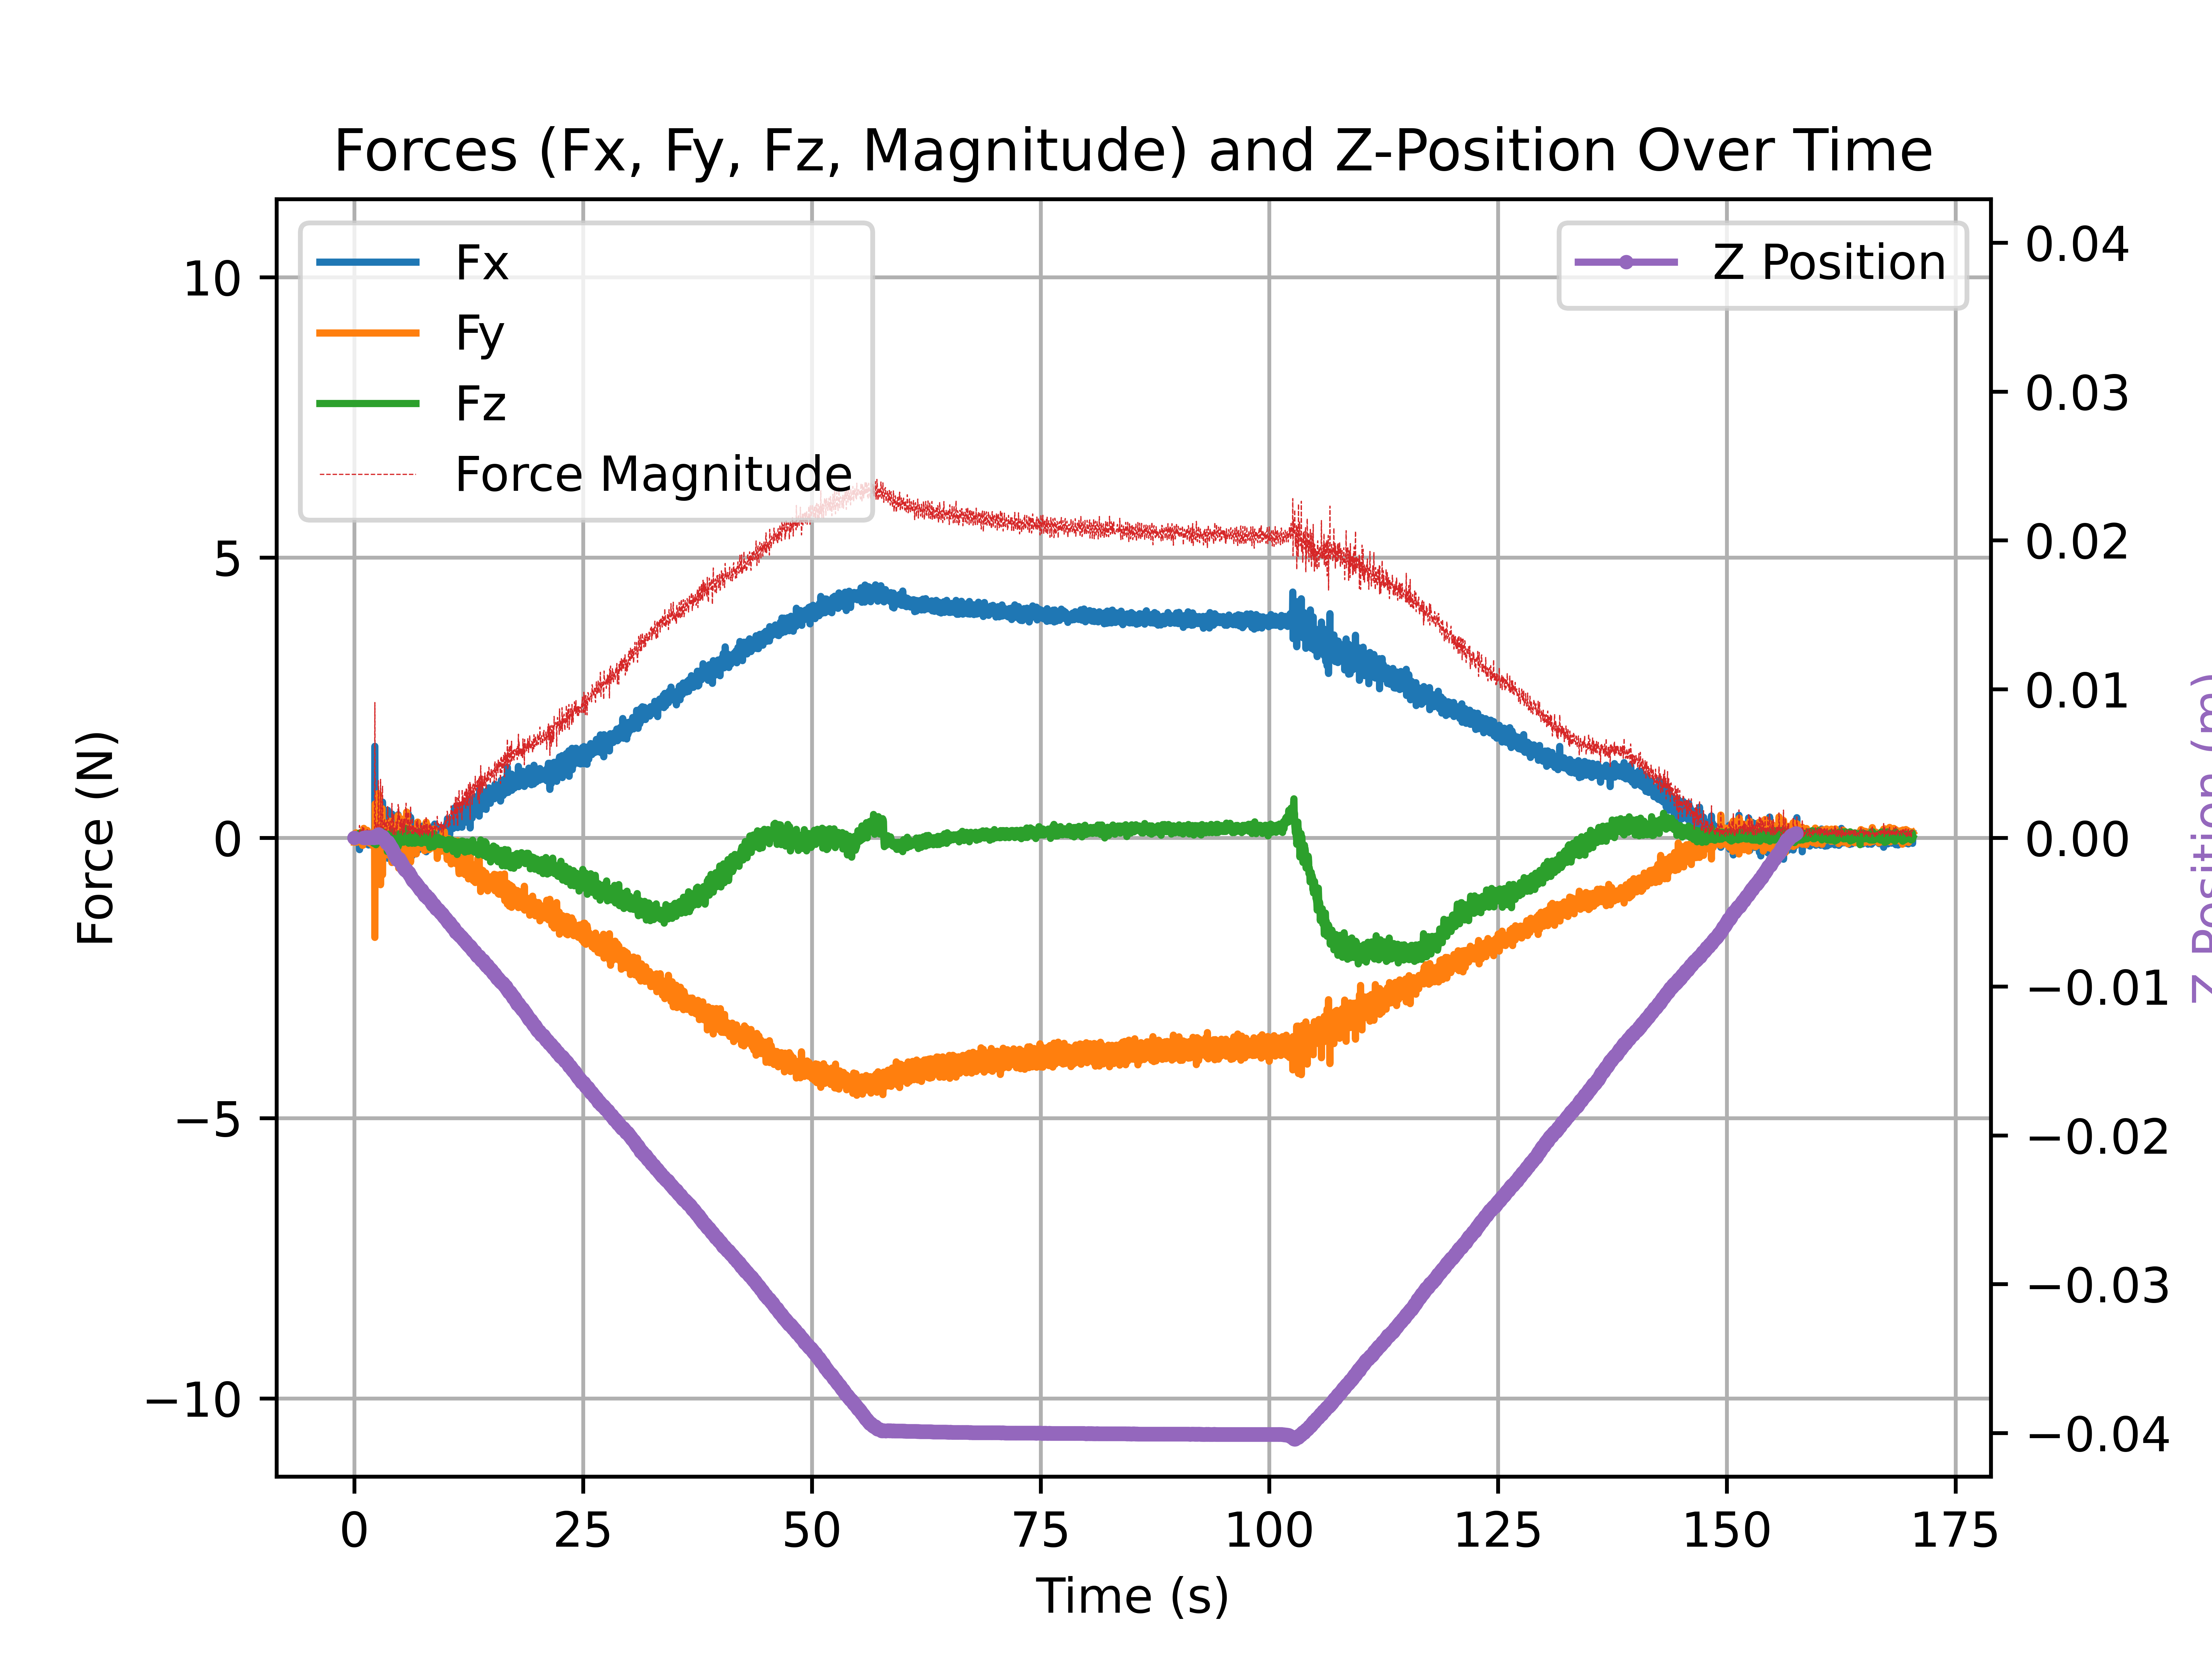 Forces (Fx, Fy, Fz, Magnitude) and Z-Position Over Time
Fx
Fy
Fz
Force Magnitude
Z Position
10
5
0
−5
−10
Force (N)
0.04
0.03
0.02
0.01
0.00
−0.01
−0.02
−0.03
−0.04
Z Position (m)
0 25 50 75 100 125 150 175
Time (s)